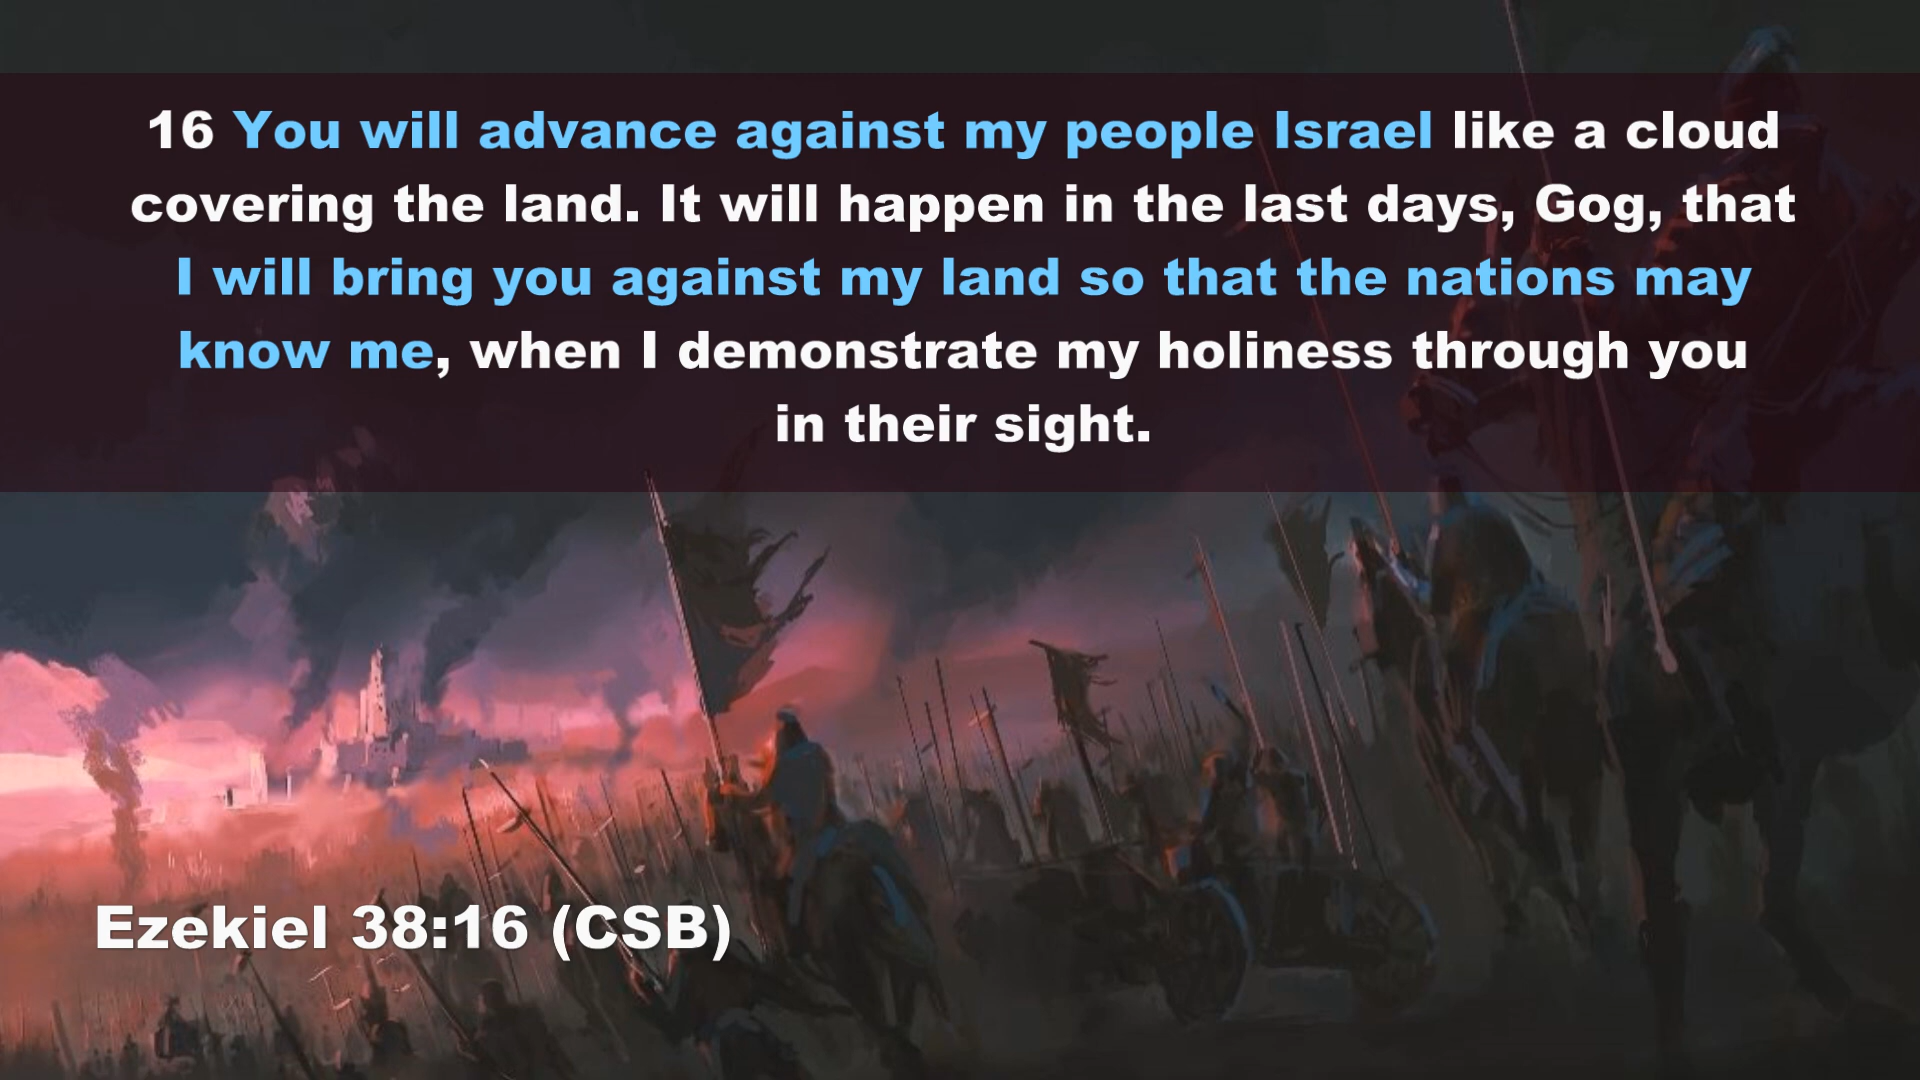 16 You will advance against my people Israel like a cloud
covering the land. It will happen in the last days, Gog, that
I will bring you against my land so that the nations may
know me, when I demonstrate my holiness through you
in their sight.
Ezekiel 38:16 (CSB)